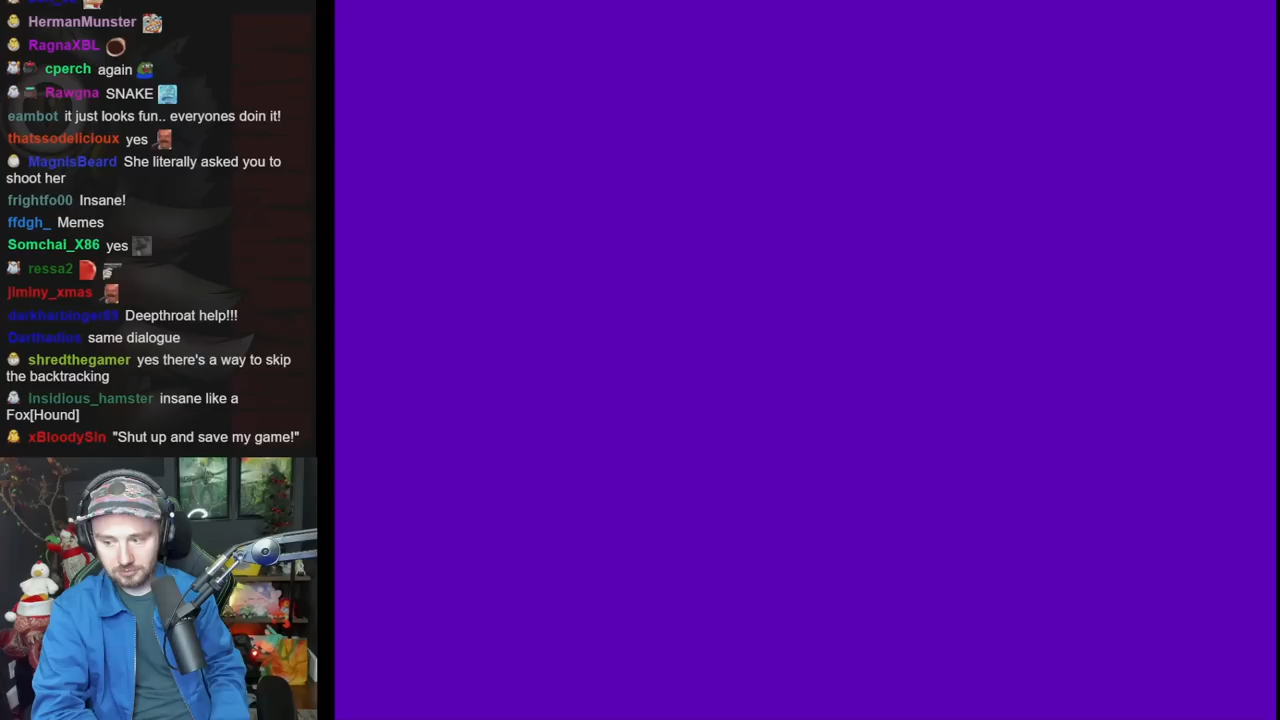 HermanMunster
RagnaXBL
cperch again
Rawgna SNAKE
eambot it just looks fun.. everyones doin it!
thatssodelicioux yes
MagnisBeard She literally asked you to
shoot her
frightfo00 Insane!
ffdgh_ Memes
Somchai_X86 yes
ressa2
jiminy_xmas
darkharbinger89 Deepthroat help!!!
Darthadius same dialogue
shredthegamer yes there's a way to skip
the backtracking
Insidious_hamster insane like a
Fox[Hound]
xBloodySin "Shut up and save my game!"